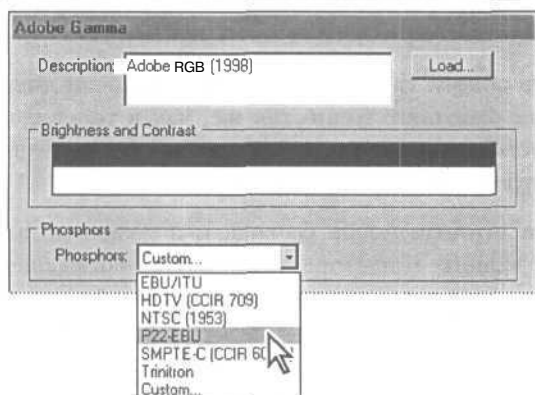 Adobe Gamma
Description: Adobe RGB (1998)
Load...
Brightness and Contrast
Phosphors
Phosphors: Custom...
EBU/ITU
HDTV (CCIR 709)
NTSC (1953)
P22-EBU
SMPTE-C (CCIR 60
Trinitron
Custom...